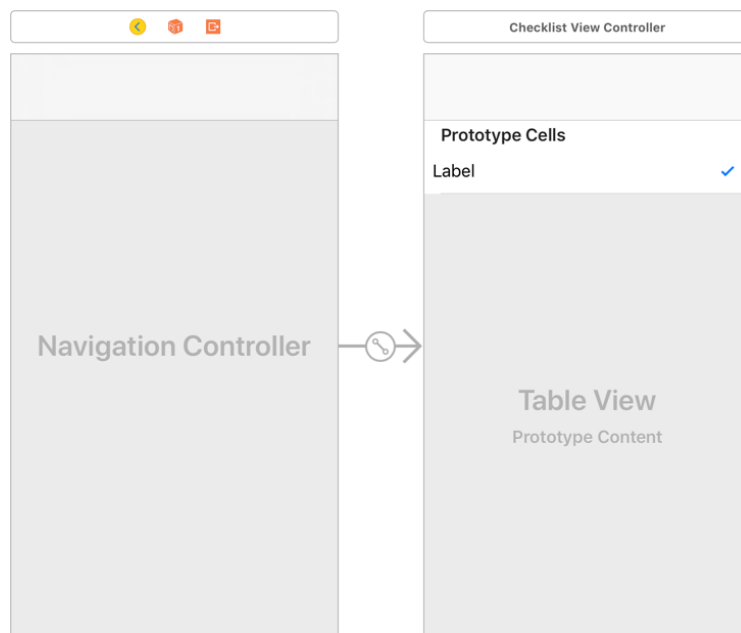 Checklist View Controller
Prototype Cells
Label
Navigation Controller
Table View
Prototype Content